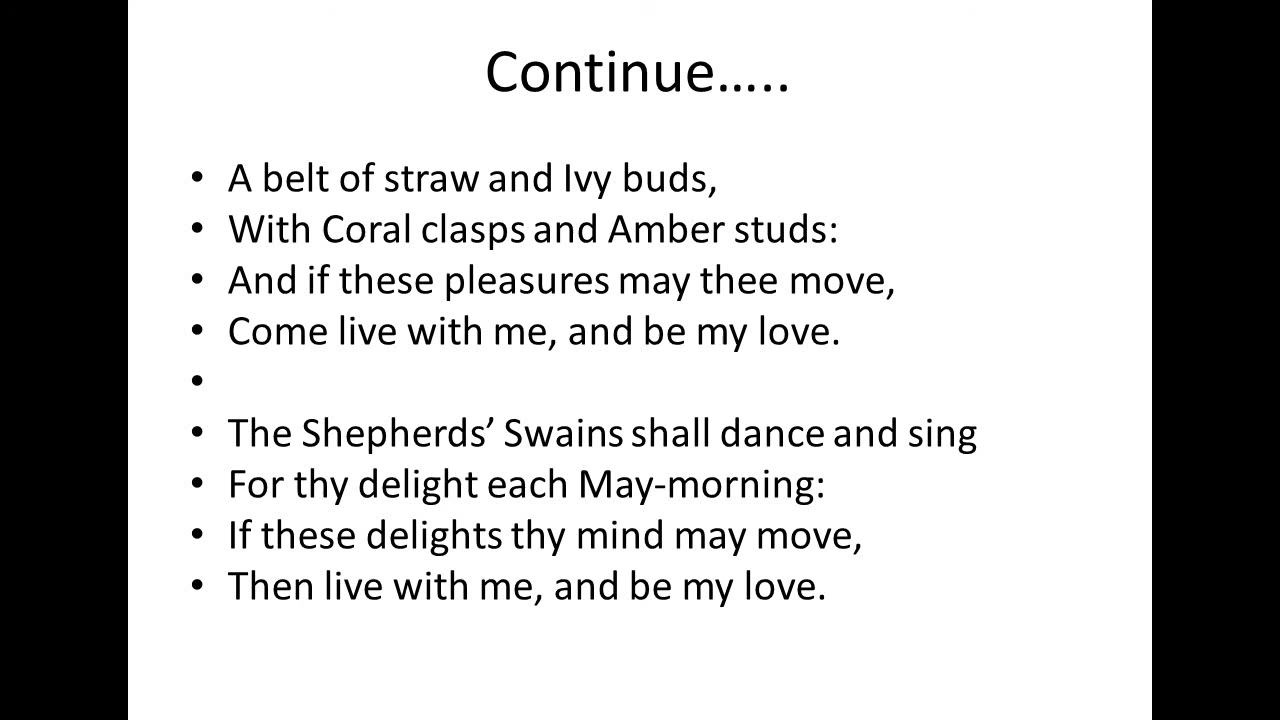 Continue…..
• A belt of straw and Ivy buds,
• With Coral clasps and Amber studs:
• And if these pleasures may thee move,
• Come live with me, and be my love.
•
• The Shepherds’ Swains shall dance and sing
• For thy delight each May-morning:
• If these delights thy mind may move,
• Then live with me, and be my love.